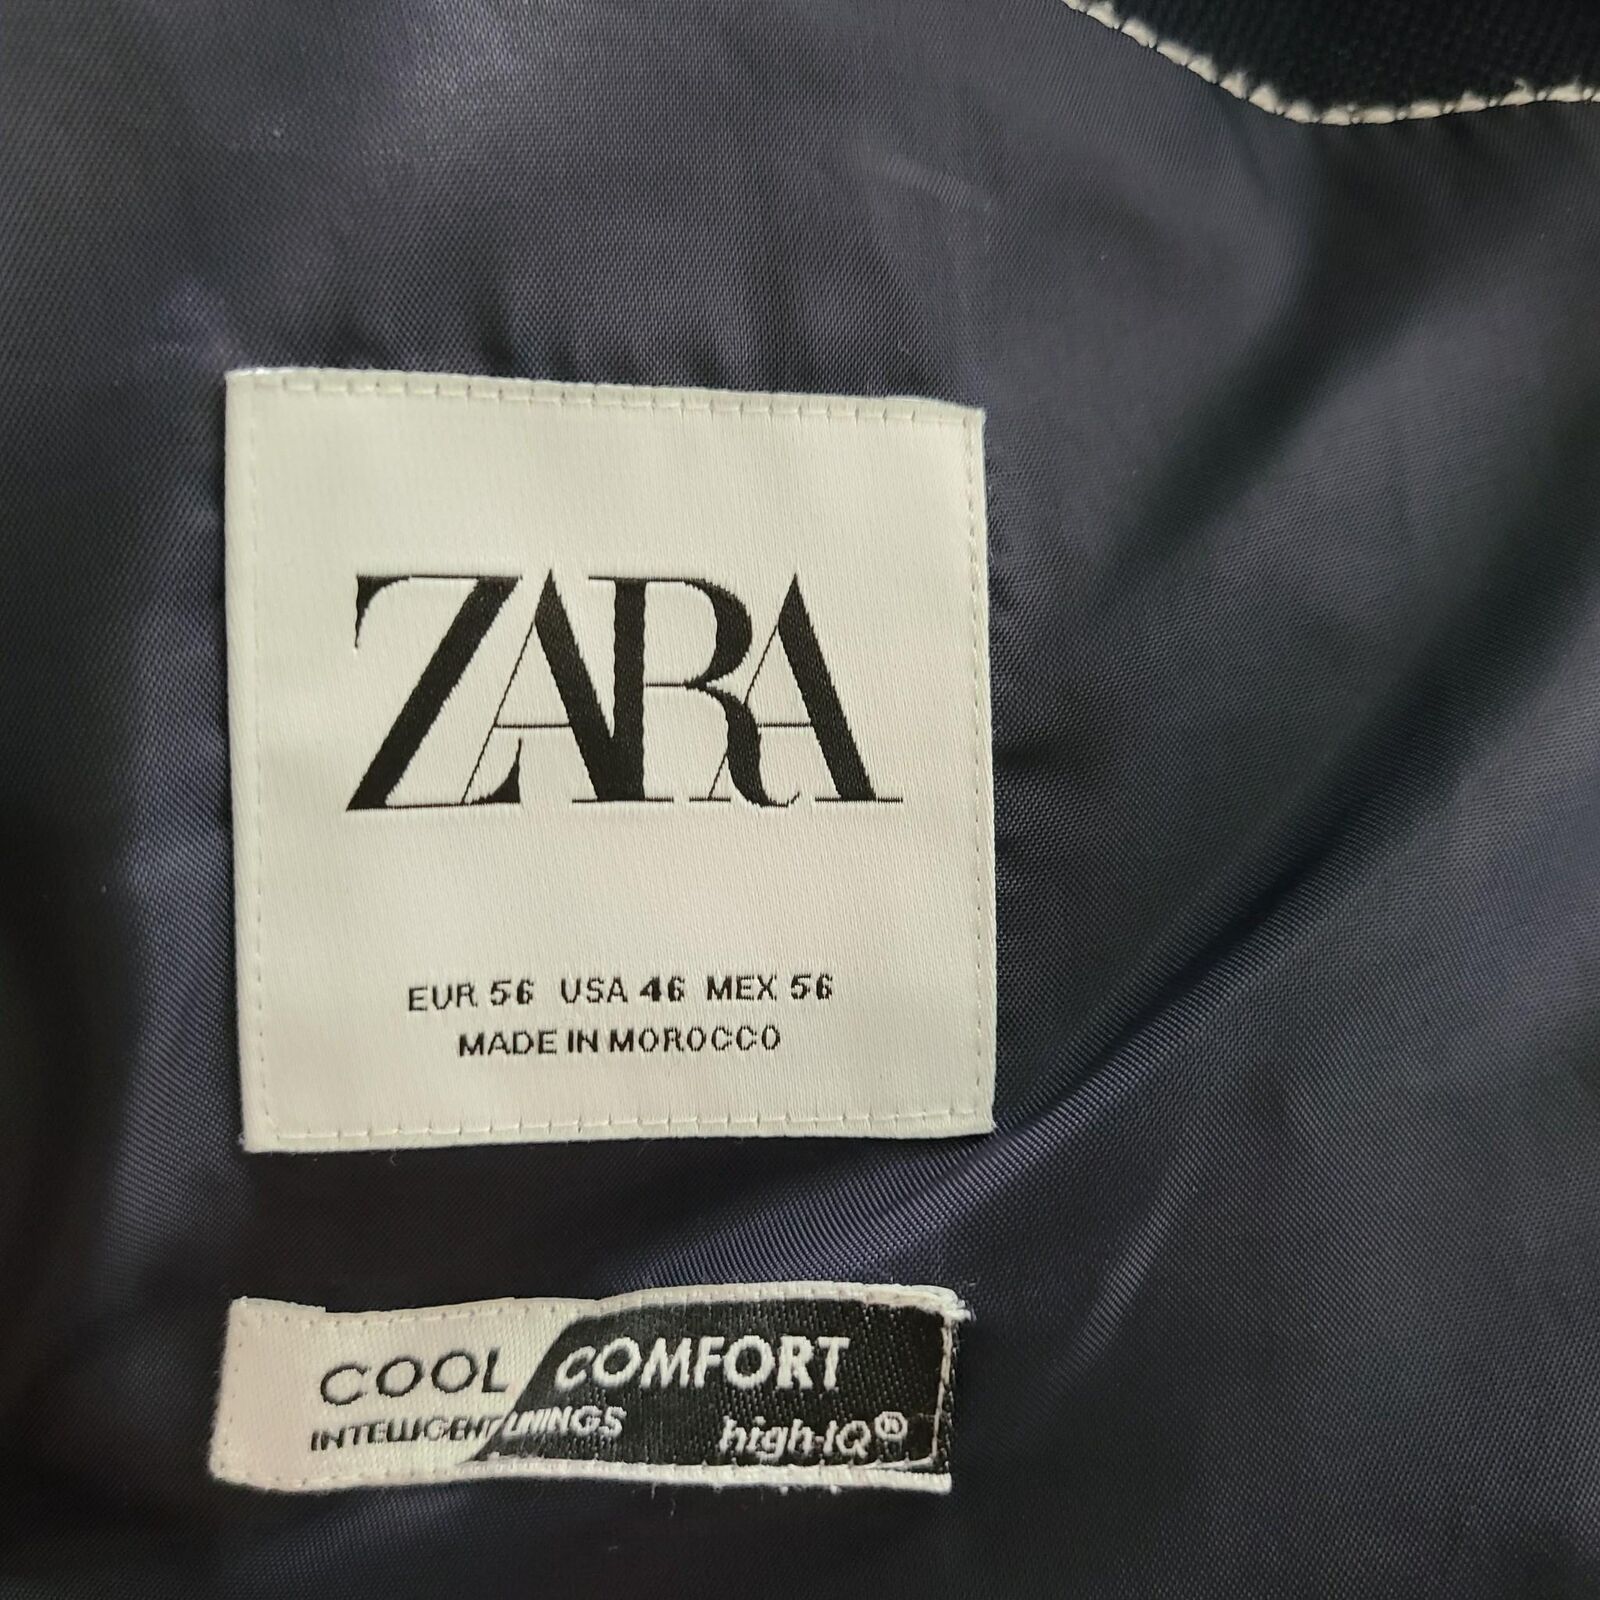 ZARA
EUR 56 USA 46 MEX 56
MADE IN MOROCCO
COOL COMFORT
INTELLIGENT LININGS high-IQ®